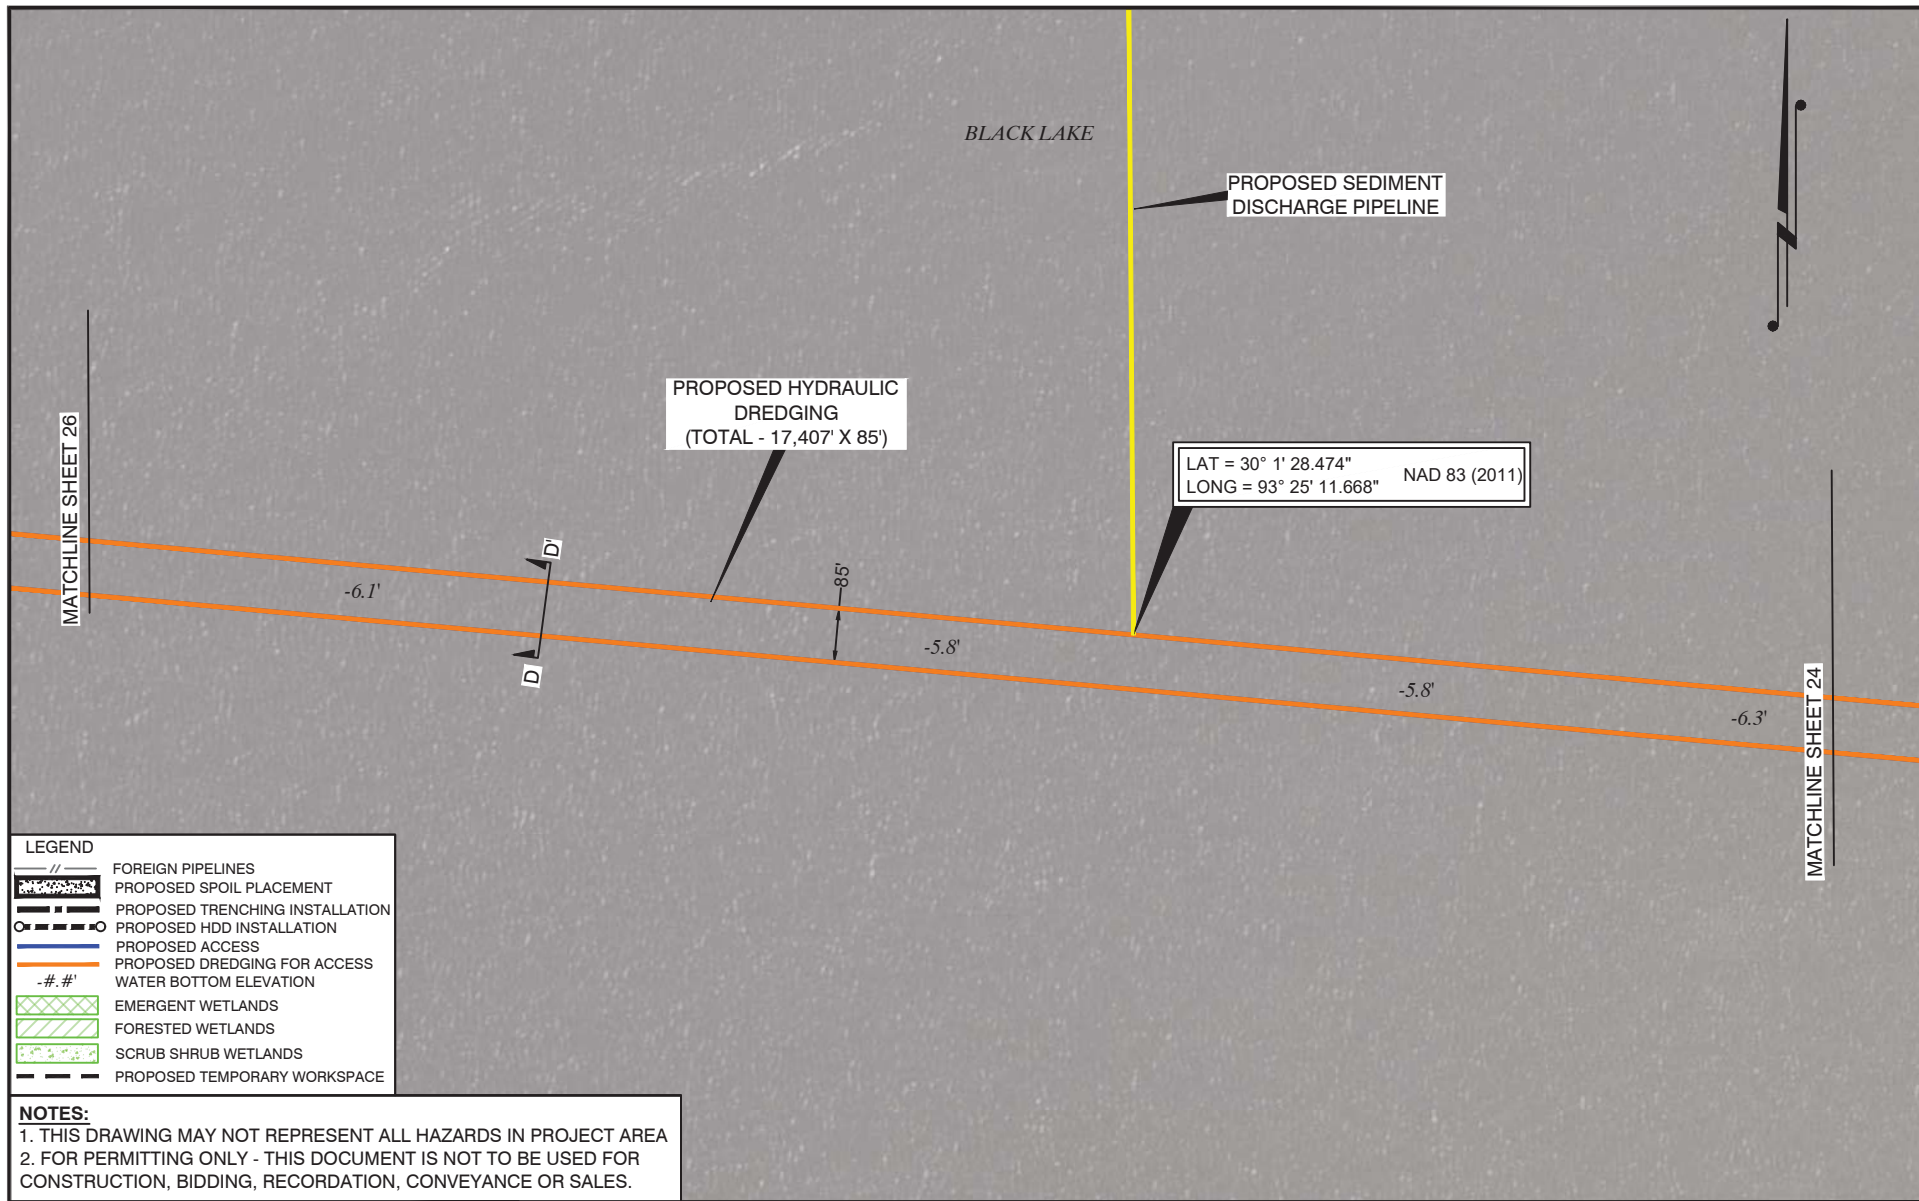 BLACK LAKE
PROPOSED SEDIMENT
DISCHARGE PIPELINE
PROPOSED HYDRAULIC
DREDGING
(TOTAL - 17,407' X 85')
MATCHLINE SHEET 26
LAT = 30° 1' 28.474"
LONG = 93° 25' 11.668"
NAD 83 (2011)
D'
85'
-6.1'
-5.8'
D
-5.8'
-6.3'
MATCHLINE SHEET 24
LEGEND
FOREIGN PIPELINES
PROPOSED SPOIL PLACEMENT
PROPOSED TRENCHING INSTALLATION
PROPOSED HDD INSTALLATION
PROPOSED ACCESS
PROPOSED DREDGING FOR ACCESS
-#.#' WATER BOTTOM ELEVATION
EMERGENT WETLANDS
FORESTED WETLANDS
SCRUB SHRUB WETLANDS
PROPOSED TEMPORARY WORKSPACE
NOTES:
1. THIS DRAWING MAY NOT REPRESENT ALL HAZARDS IN PROJECT AREA
2. FOR PERMITTING ONLY - THIS DOCUMENT IS NOT TO BE USED FOR
CONSTRUCTION, BIDDING, RECORDATION, CONVEYANCE OR SALES.